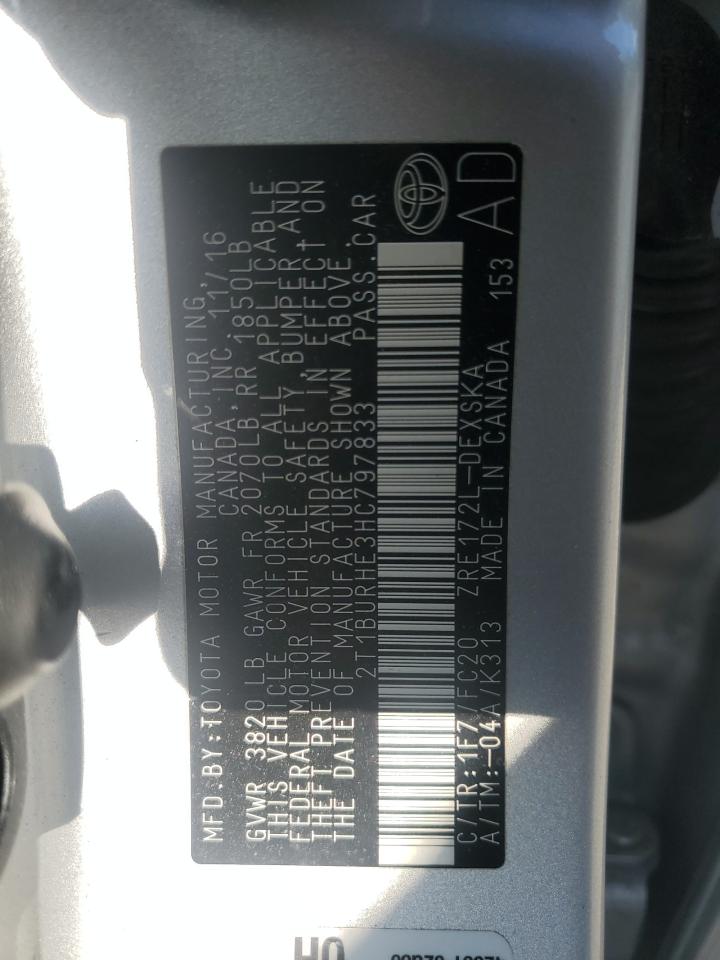 MFD.BY:TOYOTA MOTOR MANUFACTURING,
CANADA, INC. 11/16
GVWR 3820LB GAWR FR 2070LB, RR 1850LB
THIS VEHICLE CONFORMS TO ALL APPLICABLE
FEDERAL MOTOR VEHICLE SAFETY, BUMPER, AND
THEFT PREVENTION STANDARDS IN EFFECT ON
THE DATE OF MANUFACTURE SHOWN ABOVE.
2T1BURHE3HC797833 PASS.CAR
C/TR:1F7/FC20 ZRE172L-DEXSKA
A/TM:-04A/K313 MADE IN CANADA 153
AD